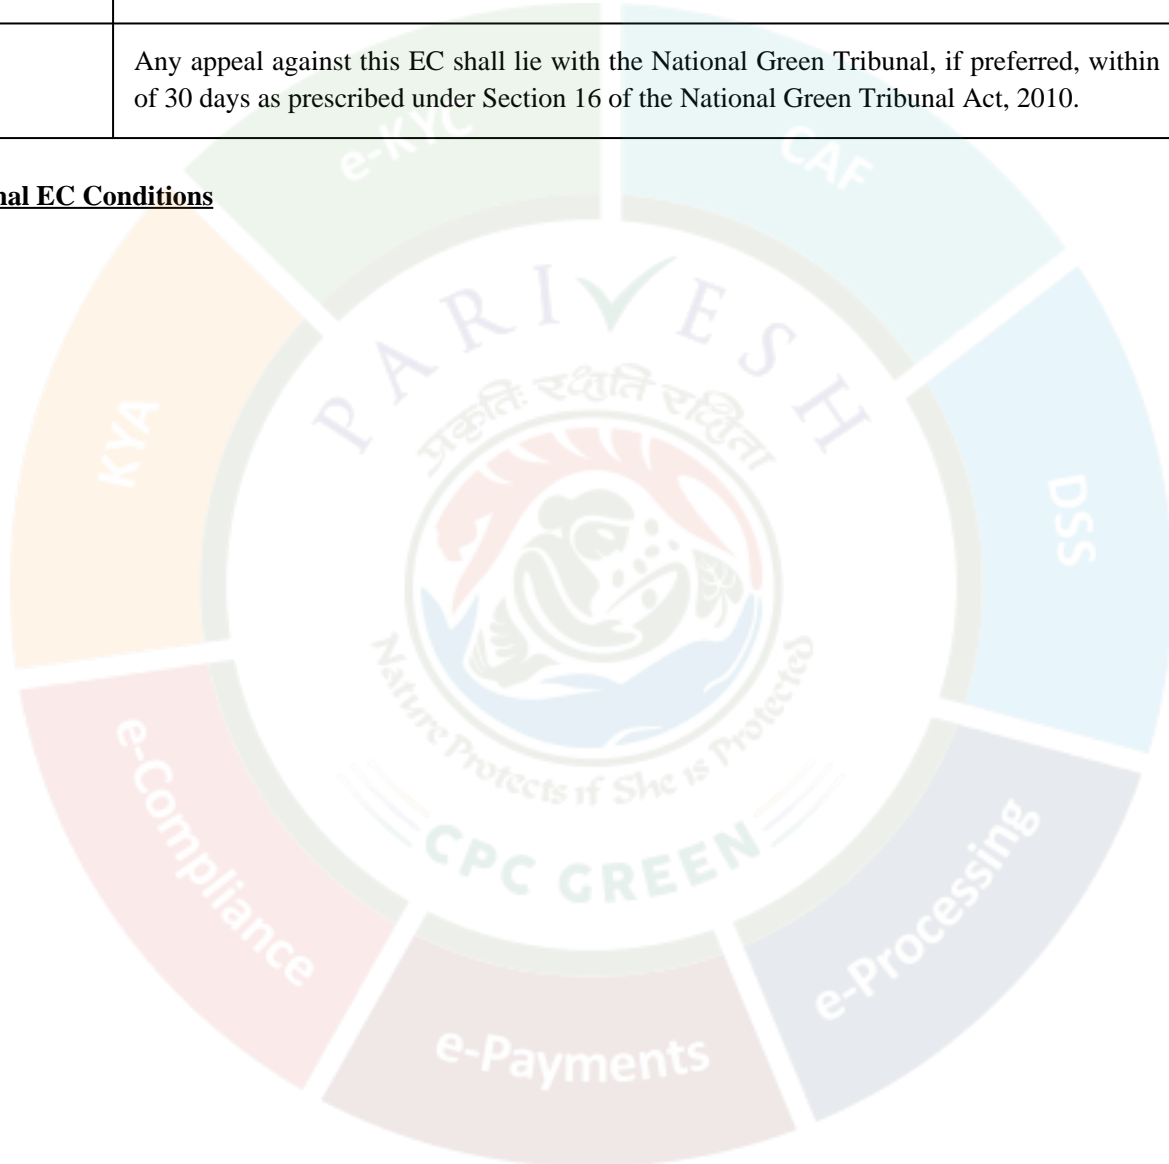 Any appeal against this EC shall lie with the National Green Tribunal, if preferred, within
of 30 days as prescribed under Section 16 of the National Green Tribunal Act, 2010.
nal EC Conditions
e-KYC
CAF
PARIVESH
प्रकृतिः रक्षति रक्षिता
KYA
DSS
Nature Protects if She is Protected
CPC GREEN
e-Compliance
e-Processing
e-Payments